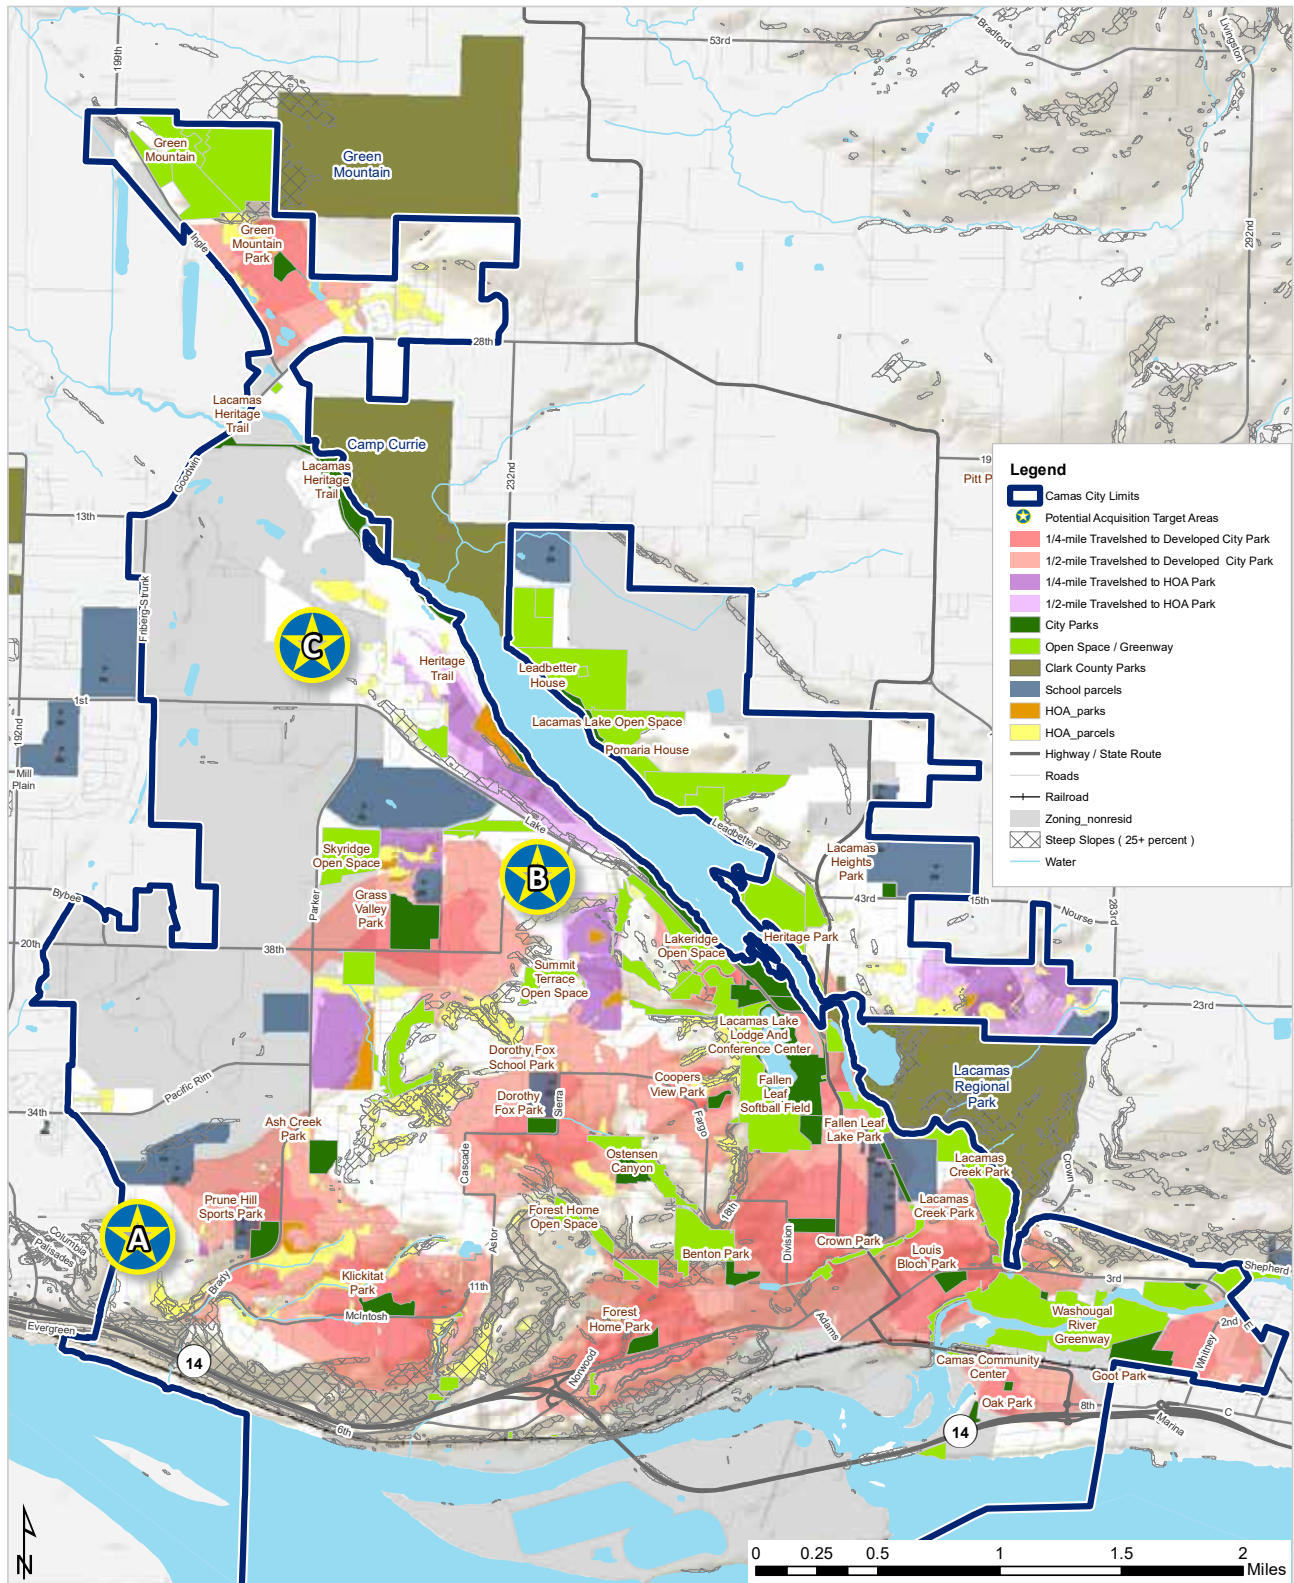 53rd
Bradford
Livingston
199th
Green
Mountain
Green
Mountain
292nd
Green
Mountain
Park
Ingle
28th
Lacamas
Heritage
Trail
Camp Currie
Goodwin
Lacamas
Heritage
Trail
232nd
19
Pitt P
13th
Friberg-Strunk
C
Heritage
Trail
Leadbetter
House
1st
192nd
Lacamas Lake Open Space
Pomaria House
Mill
Plain
Lake
Leadbetter
Skyridge
Open Space
B
Lacamas
Heights
Park
Bybee
Parker
Grass
Valley
Park
43rd
15th
Nourse
283rd
20th
38th
Lakeridge
Open Space
Heritage Park
Summit
Terrace
Open Space
23rd
Lacamas Lake
Lodge And
Conference Center
Dorothy Fox
School Park
Pacific Rim
Coopers
View Park
Fallen
Leaf
Softball Field
Lacamas
Regional
Park
34th
Dorothy
Fox Park
Sierra
Ash Creek
Park
Fargo
Fallen Leaf
Lake Park
Cascade
Ostensen
Canyon
Lacamas
Creek Park
Crown
Prune Hill
Sports Park
A
Columbia
Palisades
Forest Home
Open Space
18th
Lacamas
Creek Park
Astor
Division
Crown Park
Benton Park
Louis
Bloch Park
Shepherd
3rd
Klickitat
Park
Brady
11th
McIntosh
Evergreen
Forest
Home Park
Adams
Washougal
River
Greenway
2nd
E
Whitney
14
Norwood
Camas Community
Center
Goot Park
Oak Park
8th
C
Marina
6th
14
Legend
Camas City Limits
Potential Acquisition Target Areas
1/4-mile Travelshed to Developed City Park
1/2-mile Travelshed to Developed City Park
1/4-mile Travelshed to HOA Park
1/2-mile Travelshed to HOA Park
City Parks
Open Space / Greenway
Clark County Parks
School parcels
HOA_parks
HOA_parcels
Highway / State Route
Roads
Railroad
Zoning_nonresid
Steep Slopes ( 25+ percent )
Water
N
0 0.25 0.5 1 1.5 2
Miles